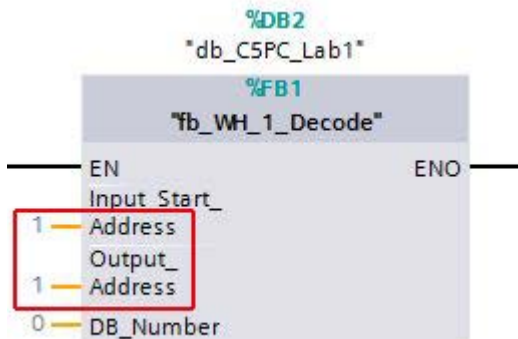 %DB2
"db_C5PC_Lab1"
%FB1
"fb_WH_1_Decode"
EN ENO
Input_Start_
1 Address
Output_
1 Address
0 DB_Number